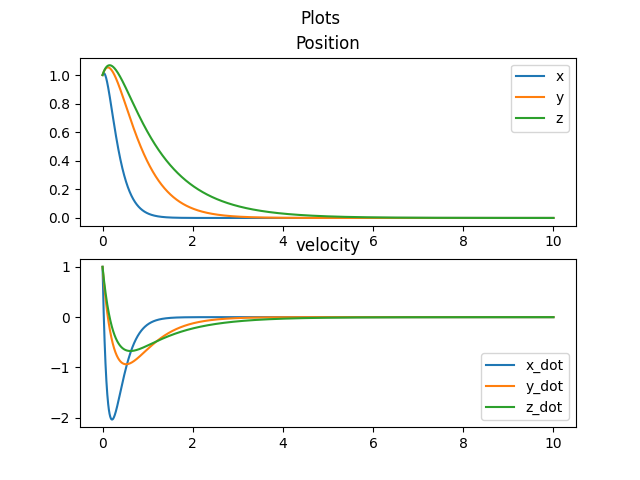 Plots
Position
1.0
0.8
0.6
0.4
0.2
0.0
x
y
z
0 2 4 6 8 10
velocity
1
0
−1
−2
x_dot
y_dot
z_dot
0 2 4 6 8 10